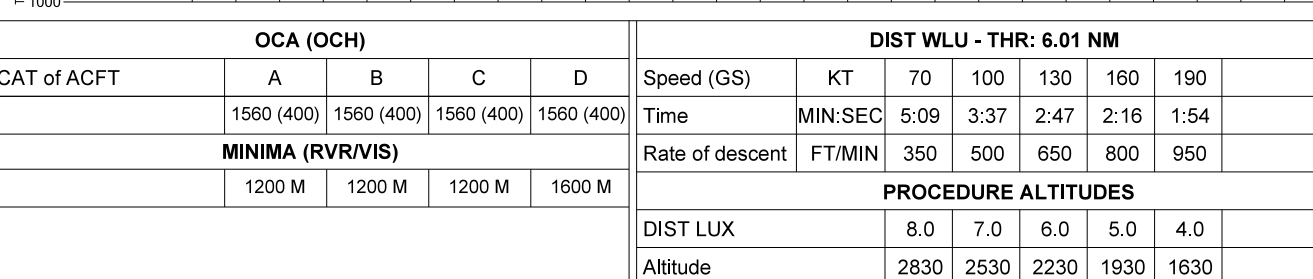 1000
OCA (OCH)
CAT of ACFT A B C D
1560 (400) 1560 (400) 1560 (400) 1560 (400)
MINIMA (RVR/VIS)
1200 M 1200 M 1200 M 1600 M
DIST WLU - THR: 6.01 NM
Speed (GS) KT 70 100 130 160 190
Time MIN:SEC 5:09 3:37 2:47 2:16 1:54
Rate of descent FT/MIN 350 500 650 800 950
PROCEDURE ALTITUDES
DIST LUX 8.0 7.0 6.0 5.0 4.0
Altitude 2830 2530 2230 1930 1630